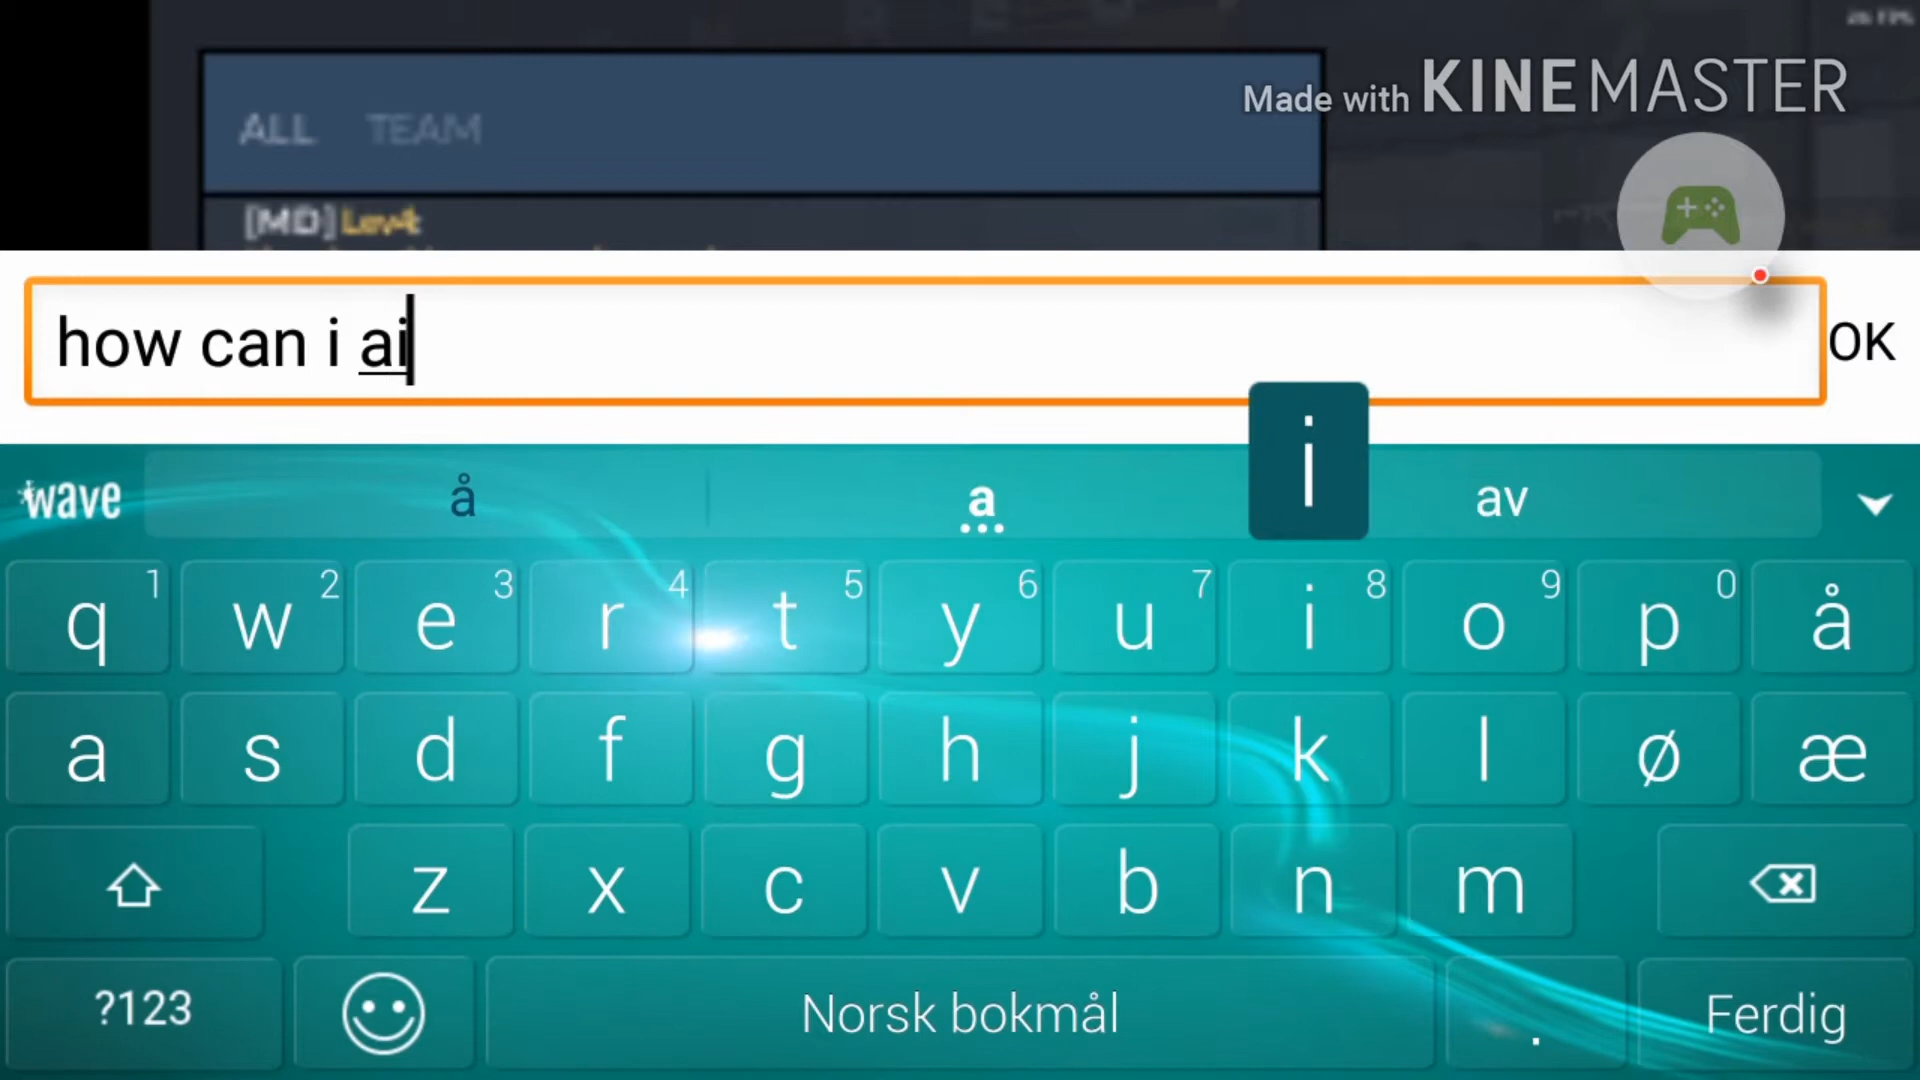 Made with KINEMASTER
ALL TEAM
[MD]Lewt
how can i ai
OK
wave å a av
i
q 1 w 2 e 3 r 4 t 5 y 6 u 7 i 8 o 9 p 0 å
a s d f g h j k l ø æ
z x c v b n m
?123 Norsk bokmål . Ferdig